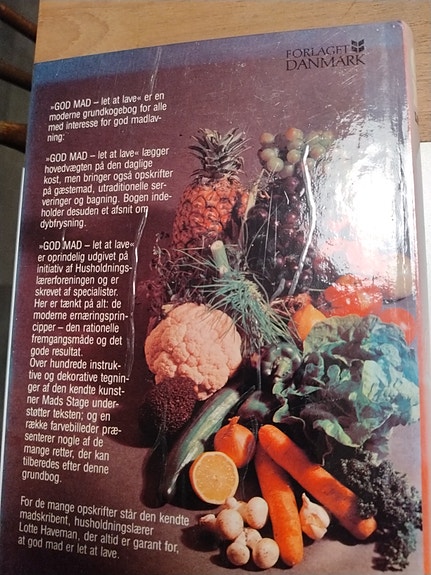 FORLAGET
DANMARK
»GOD MAD – let at lave« er en
moderne grundkogebog for alle
med interesse for god madlav-
ning:
»GOD MAD – let at lave« lægger
hovedvægten på den daglige
kost, men bringer også opskrifter
på gæstemad, utraditionelle ser-
veringer og bagning. Bogen inde-
holder desuden et afsnit om
dybfrysning.
»GOD MAD – let at lave«
er oprindelig udgivet på
initiativ af Husholdnings-
lærerforeningen og er
skrevet af specialister.
Her er tænkt på alt: de
moderne ernæringsprin-
cipper – den rationelle
fremgangsmåde og det
gode resultat.
Over hundrede instruk-
tive og dekorative tegnin-
ger af den kendte kunst-
ner Mads Stage under-
støtter teksten; og en
række farvebilleder præ-
senterer nogle af de
mange retter, der kan
tilberedes efter denne
grundbog.
For de mange opskrifter står den kendte
madskribent, husholdningslærer
Lotte Haveman, der altid er garant for,
at god mad er let at lave.